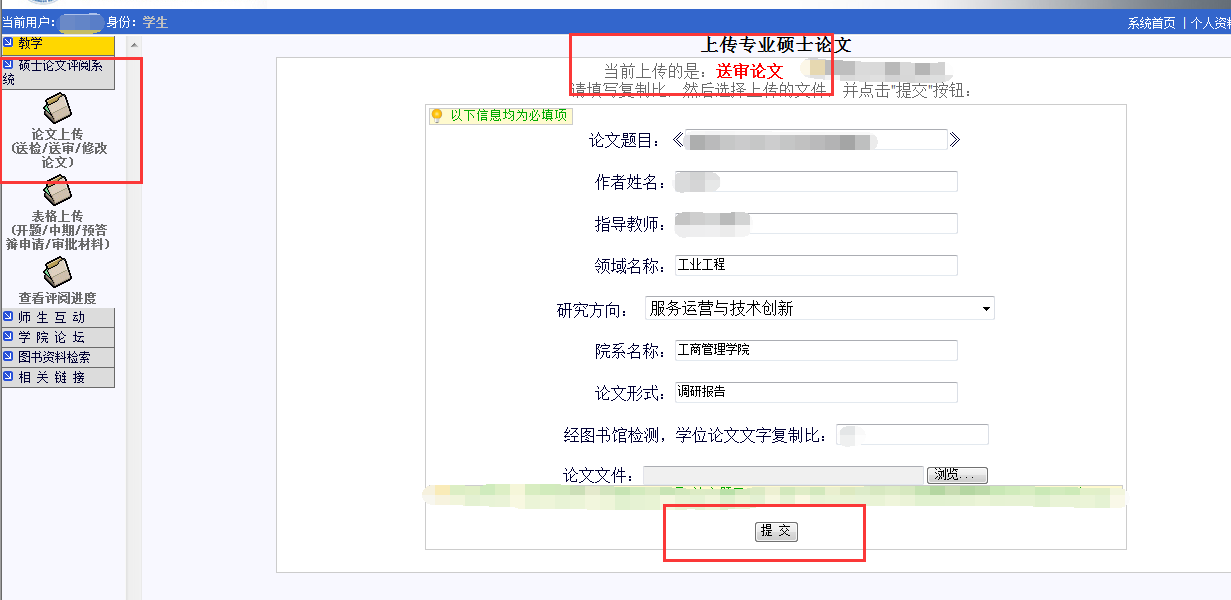 当前用户: 身份: 学生
系统首页 | 个人资料
教学
硕士论文评阅系
统
论文上传
(送检/送审/修改
论文)
表格上传
(开题/中期/预答
辩申请/审批材料)
查看评阅进度
师 生 互 动
学 院 论 坛
图书资料检索
相 关 链 接
上传专业硕士论文
当前上传的是: 送审论文
请填写复制比，然后选择上传的文件，并点击"提交"按钮:
以下信息均为必填项
论文题目: 《 》
作者姓名:
指导教师:
领域名称: 工业工程
研究方向: 服务运营与技术创新
院系名称: 工商管理学院
论文形式: 调研报告
经图书馆检测，学位论文文字复制比:
论文文件: 浏览...
提 交